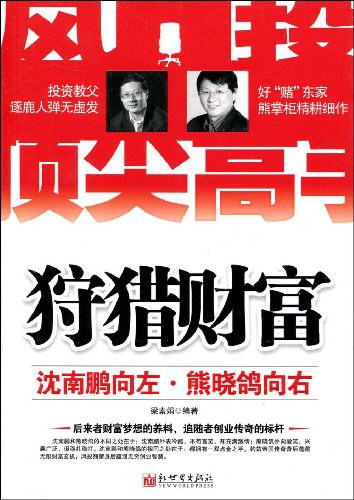 风口投
投资教父
逐鹿人弹无虚发
好“赌”东家
熊掌柜精耕细作
顶尖高手
狩猎财富
沈南鹏向左·熊晓鸽向右
梁素娟◎编著
后来者财富梦想的养料，追随者创业传奇的标杆
新世界出版社
NEW WORLD PRESS